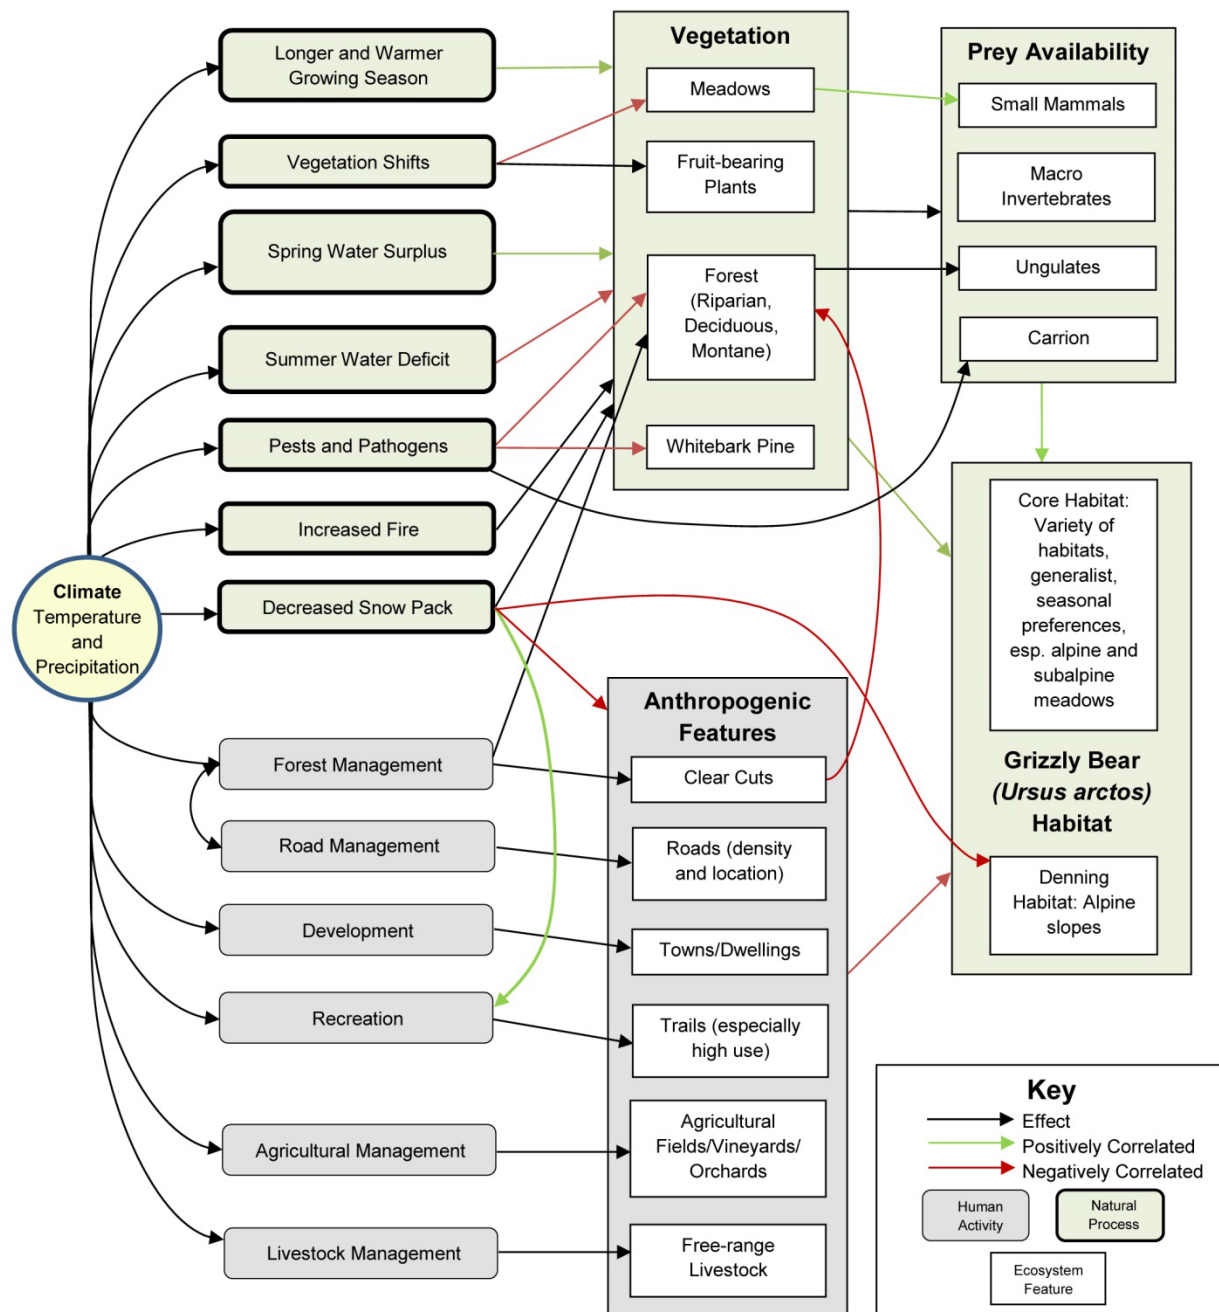 Longer and Warmer
Growing Season
Vegetation Shifts
Spring Water Surplus
Summer Water Deficit
Pests and Pathogens
Increased Fire
Decreased Snow Pack
Climate
Temperature
and
Precipitation
Forest Management
Road Management
Development
Recreation
Agricultural Management
Livestock Management
Vegetation
Meadows
Fruit-bearing
Plants
Forest
(Riparian,
Deciduous,
Montane)
Whitebark Pine
Anthropogenic
Features
Clear Cuts
Roads (density
and location)
Towns/Dwellings
Trails (especially
high use)
Agricultural
Fields/Vineyards/
Orchards
Free-range
Livestock
Prey Availability
Small Mammals
Macro
Invertebrates
Ungulates
Carrion
Core Habitat:
Variety of
habitats,
generalist,
seasonal
preferences,
esp. alpine and
subalpine
meadows
Grizzly Bear
(Ursus arctos)
Habitat
Denning
Habitat: Alpine
slopes
Key
Effect
Positively Correlated
Negatively Correlated
Human
Activity
Natural
Process
Ecosystem
Feature